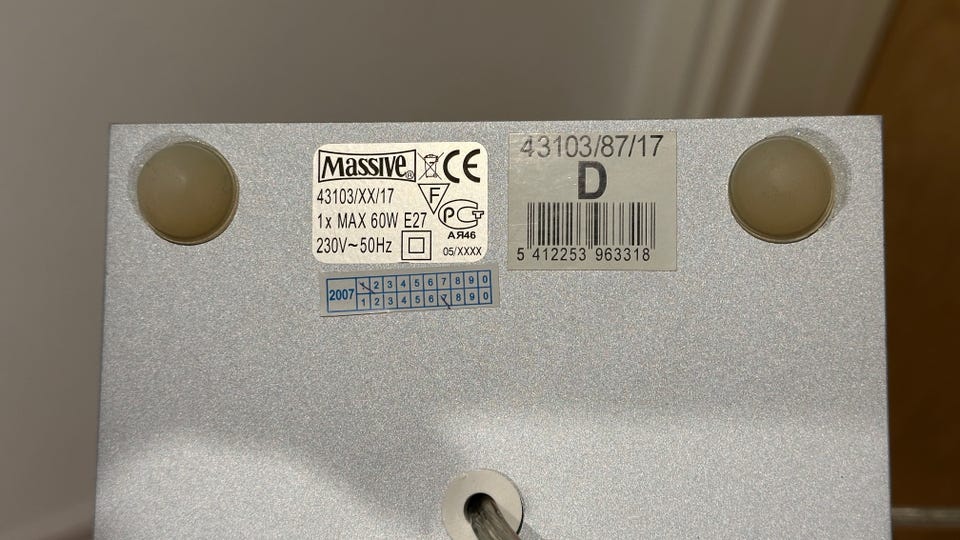 MASSIVE® CE
43103/XX/17 F
1x MAX 60W E27 PGT
АЯ46
230V~50Hz 05/XXXX
43103/87/17
D
5 412253 963318
2007 1 2 3 4 5 6 7 8 9 0
1 2 3 4 5 6 7 8 9 0